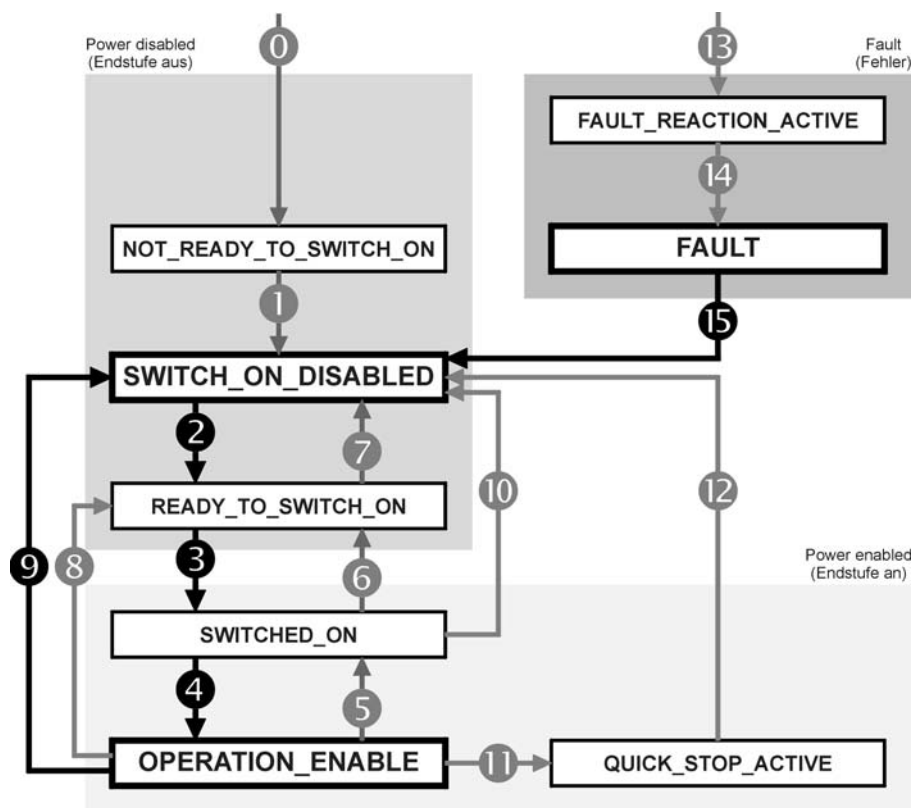 Power disabled
(Endstufe aus)
0
13
Fault
(Fehler)
FAULT_REACTION_ACTIVE
14
NOT_READY_TO_SWITCH_ON
FAULT
1
15
SWITCH_ON_DISABLED
2
7
10
12
READY_TO_SWITCH_ON
9
8
3
6
Power enabled
(Endstufe an)
SWITCHED_ON
4
5
OPERATION_ENABLE
11
QUICK_STOP_ACTIVE